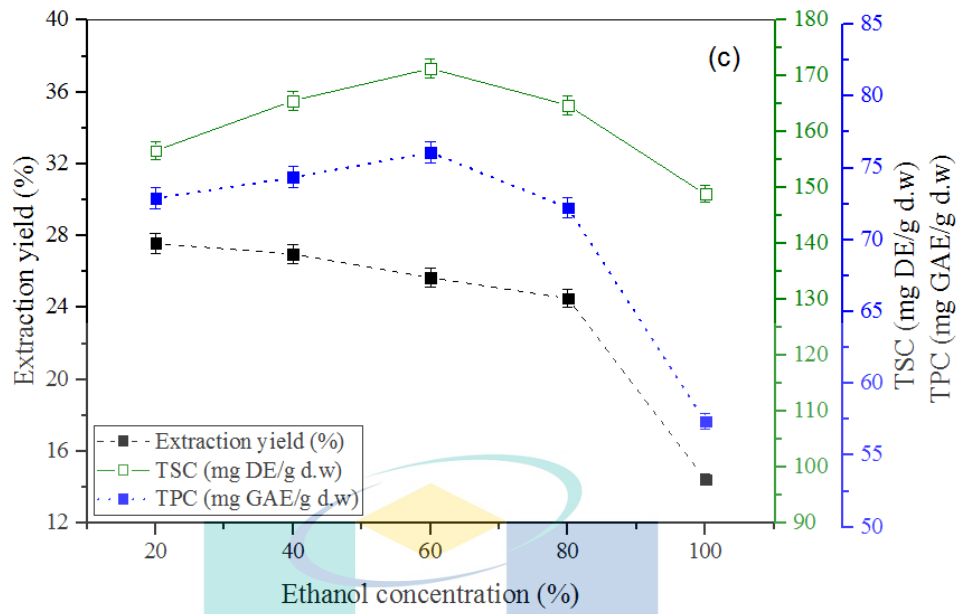 (c)
40
36
32
28
24
20
16
12
Extraction yield (%)
180
170
160
150
140
130
120
110
100
90
85
80
75
70
65
60
55
50
TSC (mg DE/g d.w)
TPC (mg GAE/g d.w)
Extraction yield (%)
TSC (mg DE/g d.w)
TPC (mg GAE/g d.w)
20 40 60 80 100
Ethanol concentration (%)